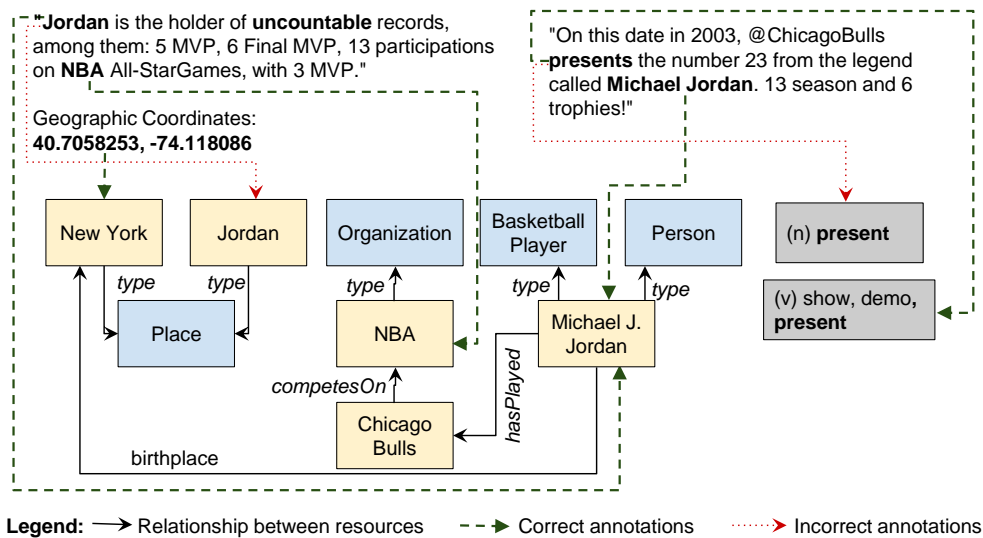 "Jordan is the holder of uncountable records,
among them: 5 MVP, 6 Final MVP, 13 participations
on NBA All-StarGames, with 3 MVP."
"On this date in 2003, @ChicagoBulls
presents the number 23 from the legend
called Michael Jordan. 13 season and 6
trophies!"
Geographic Coordinates:
40.7058253, -74.118086
New York
Jordan
Organization
Basketball
Player
Person
(n) present
type
type
type
type
type
Place
NBA
Michael J.
Jordan
(v) show, demo,
present
competesOn
hasPlayed
Chicago
Bulls
birthplace
Legend: Relationship between resources Correct annotations Incorrect annotations